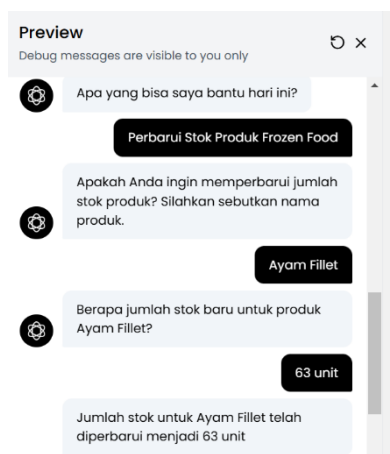 Preview
Debug messages are visible to you only
Apa yang bisa saya bantu hari ini?
Perbarui Stok Produk Frozen Food
Apakah Anda ingin memperbarui jumlah
stok produk? Silahkan sebutkan nama
produk.
Ayam Fillet
Berapa jumlah stok baru untuk produk
Ayam Fillet?
63 unit
Jumlah stok untuk Ayam Fillet telah
diperbarui menjadi 63 unit